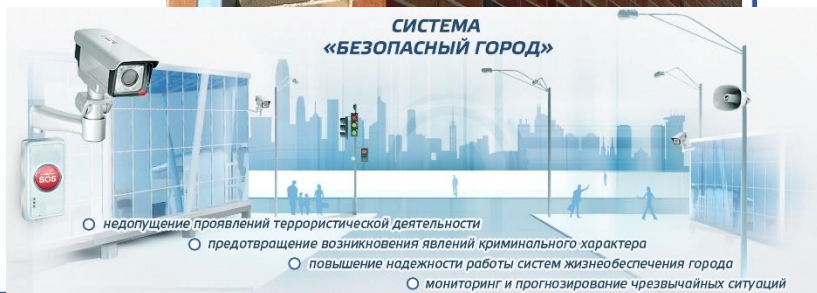 СИСТЕМА
«БЕЗОПАСНЫЙ ГОРОД»
SOS
недопущение проявлений террористической деятельности
предотвращение возникновения явлений криминального характера
повышение надежности работы систем жизнеобеспечения города
мониторинг и прогнозирование чрезвычайных ситуаций